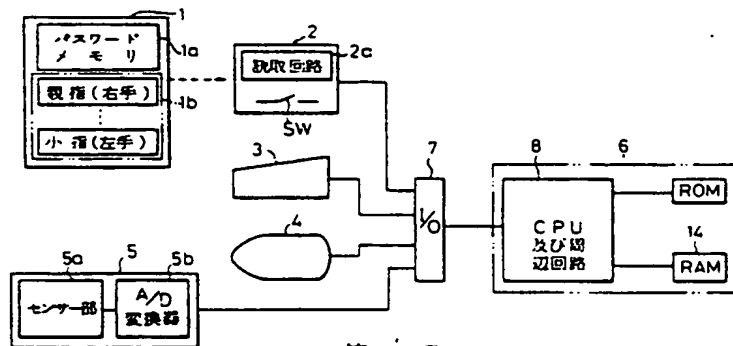 1
パスワード
メモリ
1a
親指(右手)
1b
小指(左手)
2
2a
読取回路
SW
3
4
5
5a
5b
センサー部
A/D
変換器
7
I/O
6
8
CPU
及び周
辺回路
ROM
14
RAM